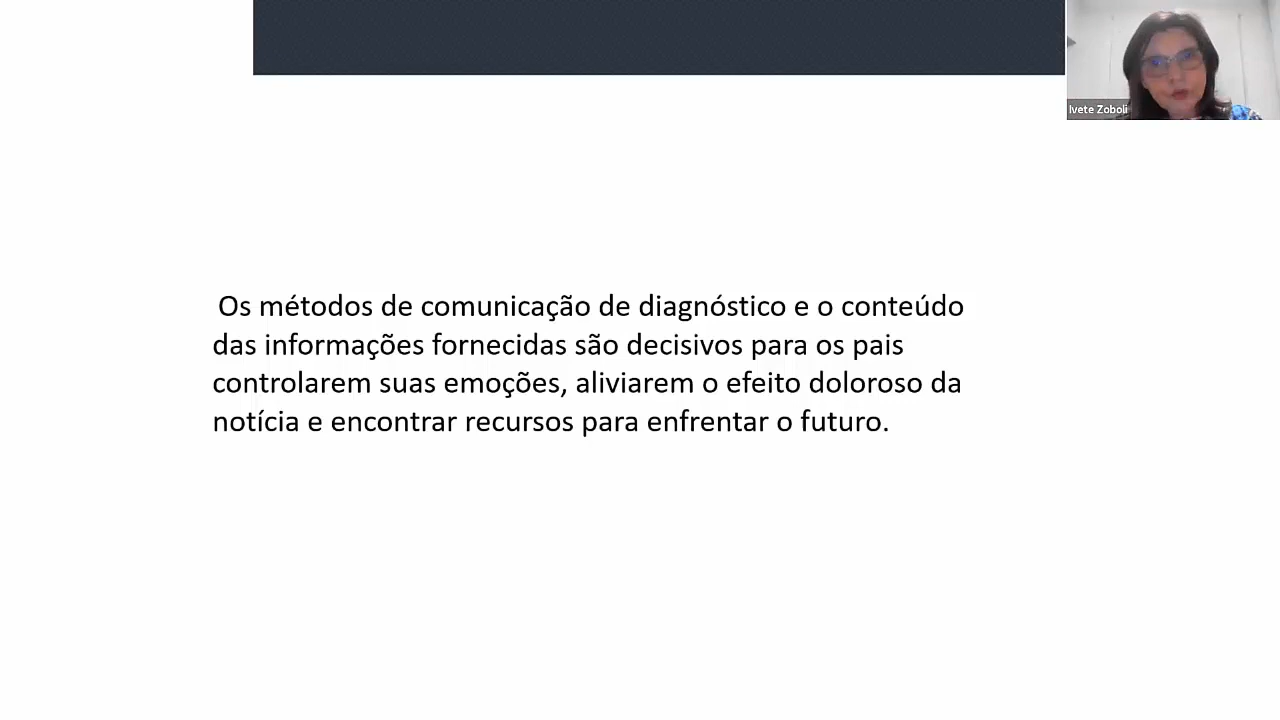 Ivete Zoboli
Os métodos de comunicação de diagnóstico e o conteúdo
das informações fornecidas são decisivos para os pais
controlarem suas emoções, aliviarem o efeito doloroso da
notícia e encontrar recursos para enfrentar o futuro.